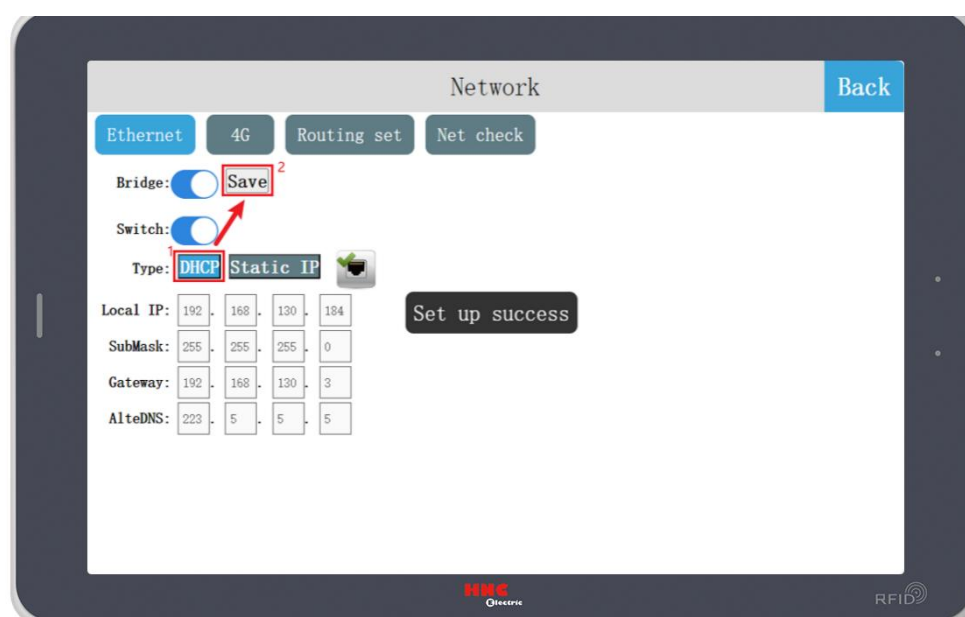 Network
Back
Ethernet 4G Routing set Net check
Bridge: Save 2
Switch:
1
Type: DHCP Static IP
Local IP: 192 . 168 . 130 . 184
Set up success
SubMask: 255 . 255 . 255 . 0
Gateway: 192 . 168 . 130 . 3
AlteDNS: 223 . 5 . 5 . 5
HNC
Electric
RFID